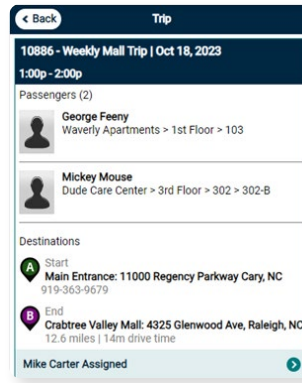 < Back
Trip
10886 - Weekly Mall Trip | Oct 18, 2023
1:00p - 2:00p
Passengers (2)
George Feeny
Waverly Apartments > 1st Floor > 103
Mickey Mouse
Dude Care Center > 3rd Floor > 302 > 302-B
Destinations
A Start
Main Entrance: 11000 Regency Parkway Cary, NC
919-363-9679
B End
Crabtree Valley Mall: 4325 Glenwood Ave, Raleigh, NC
12.6 miles | 14m drive time
Mike Carter Assigned